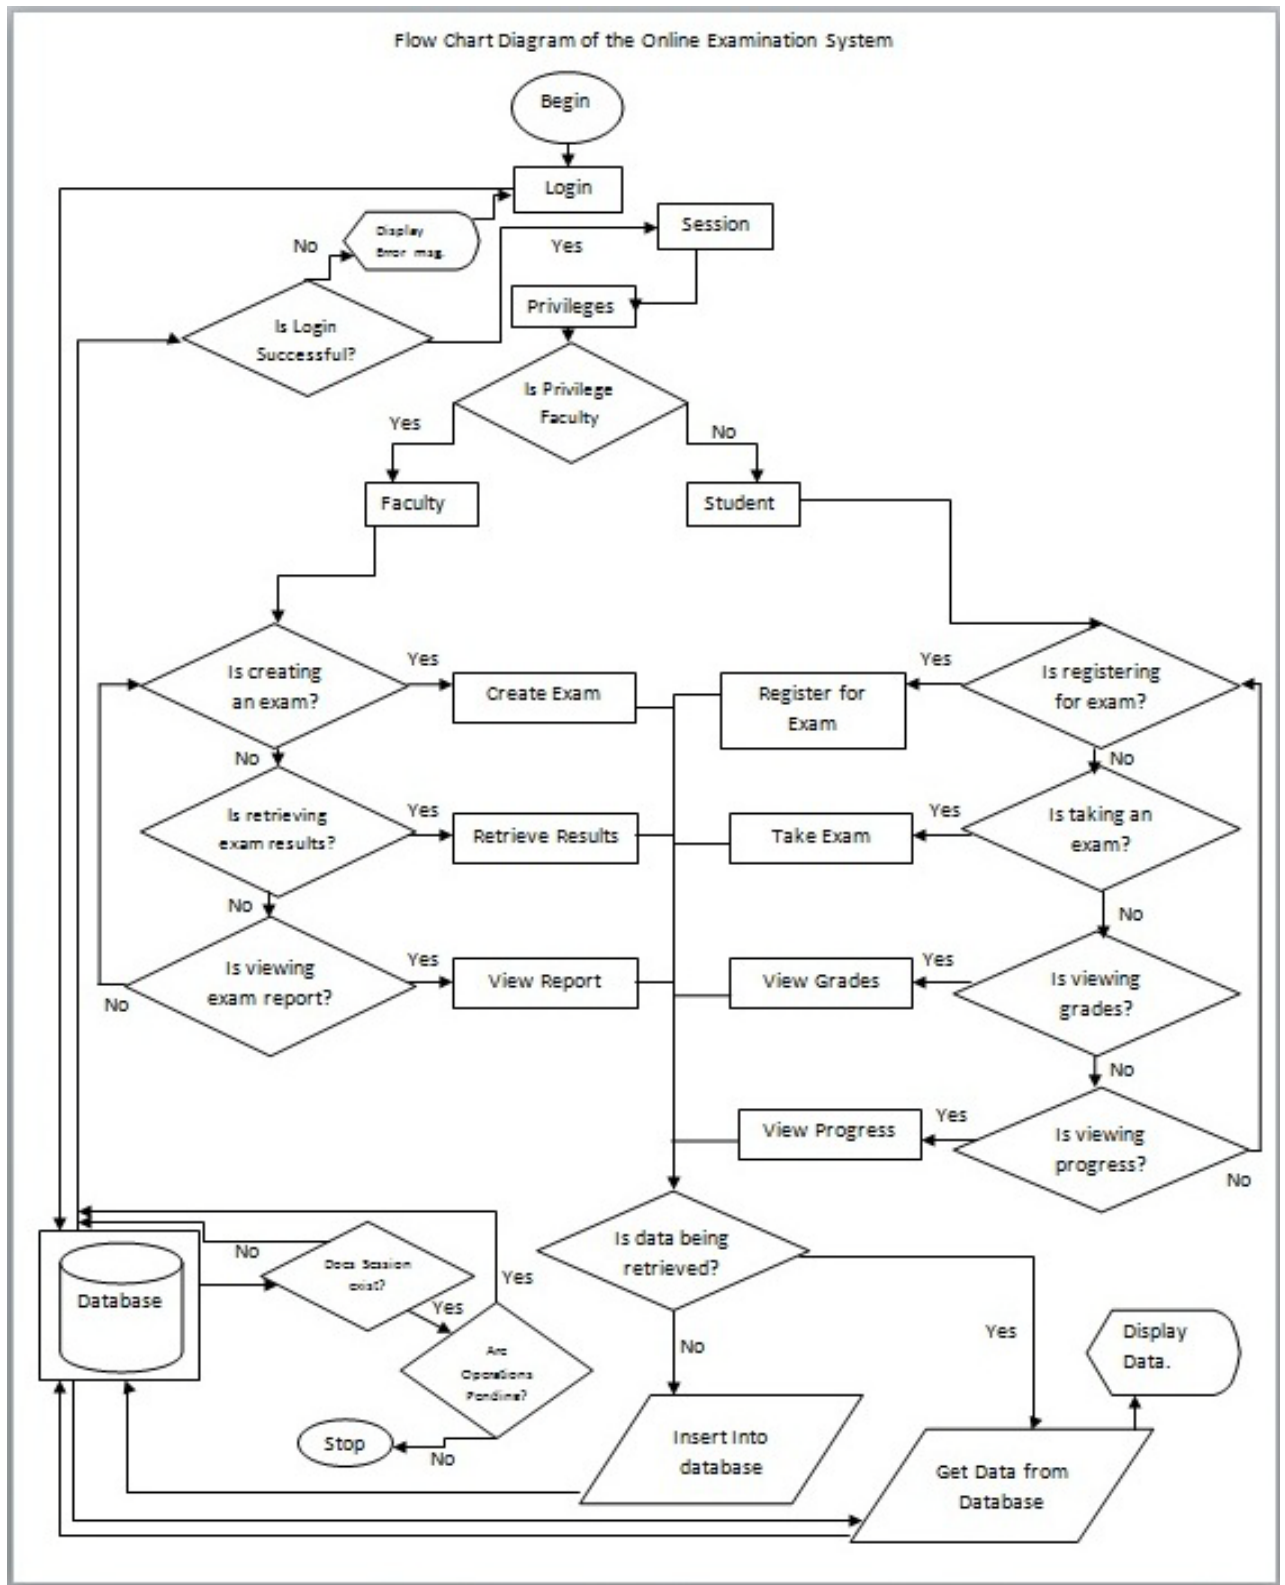 Flow Chart Diagram of the Online Examination System
Begin
Login
Display
Error msg.
No
Yes
Session
Privileges
Is Login
Successful?
Is Privilege
Faculty
Yes
No
Faculty
Student
Is creating
an exam?
Yes
Create Exam
Register for
Exam
Yes
Is registering
for exam?
No
No
Is retrieving
exam results?
Yes
Retrieve Results
Take Exam
Yes
Is taking an
exam?
No
No
Is viewing
exam report?
Yes
View Report
View Grades
Yes
Is viewing
grades?
No
No
View Progress
Yes
Is viewing
progress?
No
Is data being
retrieved?
No
Does Session
exist?
Yes
Yes
Database
Are
Operations
Pending?
No
Yes
Display
Data.
Stop
No
Insert Into
database
Get Data from
Database